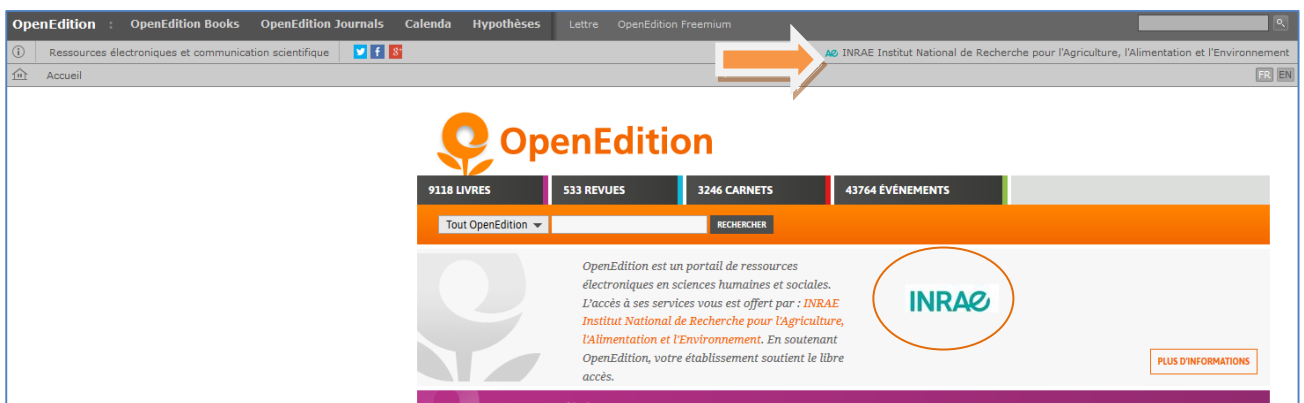 OpenEdition : OpenEdition Books OpenEdition Journals Calenda Hypothèses Lettre OpenEdition Freemium
Ressources électroniques et communication scientifique INRAE Institut National de Recherche pour l'Agriculture, l'Alimentation et l'Environnement
Accueil FR EN
OpenEdition
9118 LIVRES 533 REVUES 3246 CARNETS 43764 ÉVÉNEMENTS
Tout OpenEdition RECHERCHER
OpenEdition est un portail de ressources
électroniques en sciences humaines et sociales.
L'accès à ses services vous est offert par : INRAE
Institut National de Recherche pour l'Agriculture,
l'Alimentation et l'Environnement. En soutenant
OpenEdition, votre établissement soutient le libre
accès.
INRAE
PLUS D'INFORMATIONS